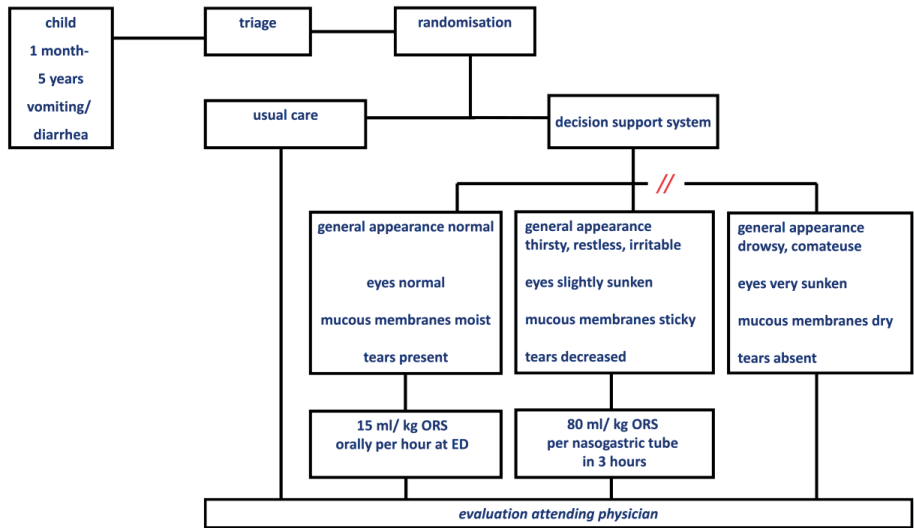 child
1 month-
5 years
vomiting/
diarrhea
triage
randomisation
usual care
decision support system
//
general appearance normal
eyes normal
mucous membranes moist
tears present
general appearance
thirsty, restless, irritable
eyes slightly sunken
mucous membranes sticky
tears decreased
general appearance
drowsy, comateuse
eyes very sunken
mucous membranes dry
tears absent
15 ml/ kg ORS
orally per hour at ED
80 ml/ kg ORS
per nasogastric tube
in 3 hours
evaluation attending physician